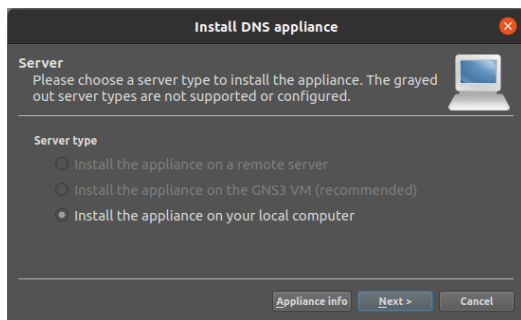 Install DNS appliance
Server
Please choose a server type to install the appliance. The grayed
out server types are not supported or configured.
Server type
Install the appliance on a remote server
Install the appliance on the GNS3 VM (recommended)
Install the appliance on your local computer
Appliance info Next > Cancel